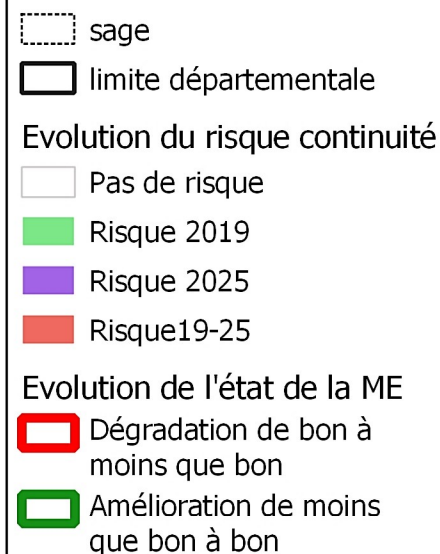 sage
limite départementale
Evolution du risque continuité
Pas de risque
Risque 2019
Risque 2025
Risque19-25
Evolution de l'état de la ME
Dégradation de bon à
moins que bon
Amélioration de moins
que bon à bon